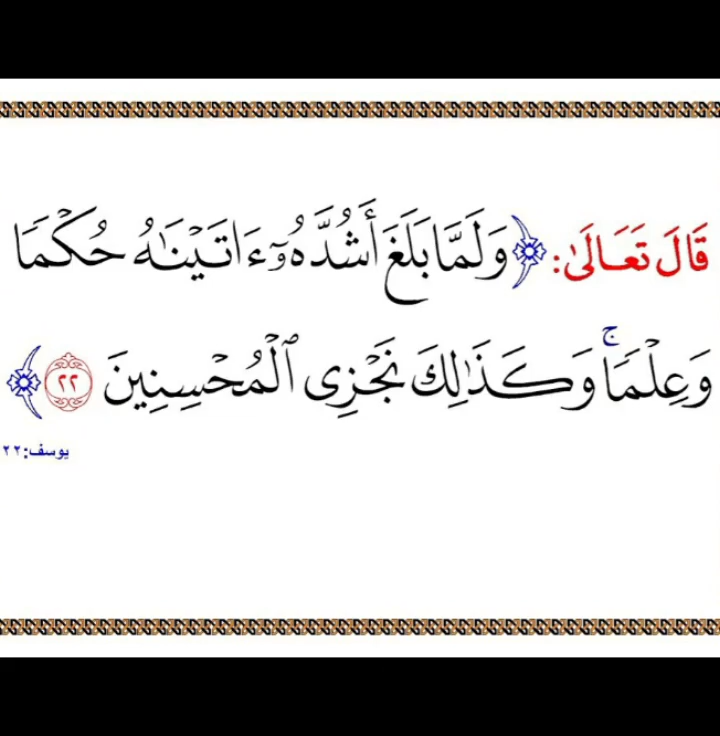 قَالَ تَعَالَىٰ: ﴿وَلَمَّا بَلَغَ أَشُدَّهُۥٓ ءَاتَيْنَٰهُ حُكْمًا
وَعِلْمًاۚ وَكَذَٰلِكَ نَجْزِى ٱلْمُحْسِنِينَ ٢٢﴾
يوسف:٢٢